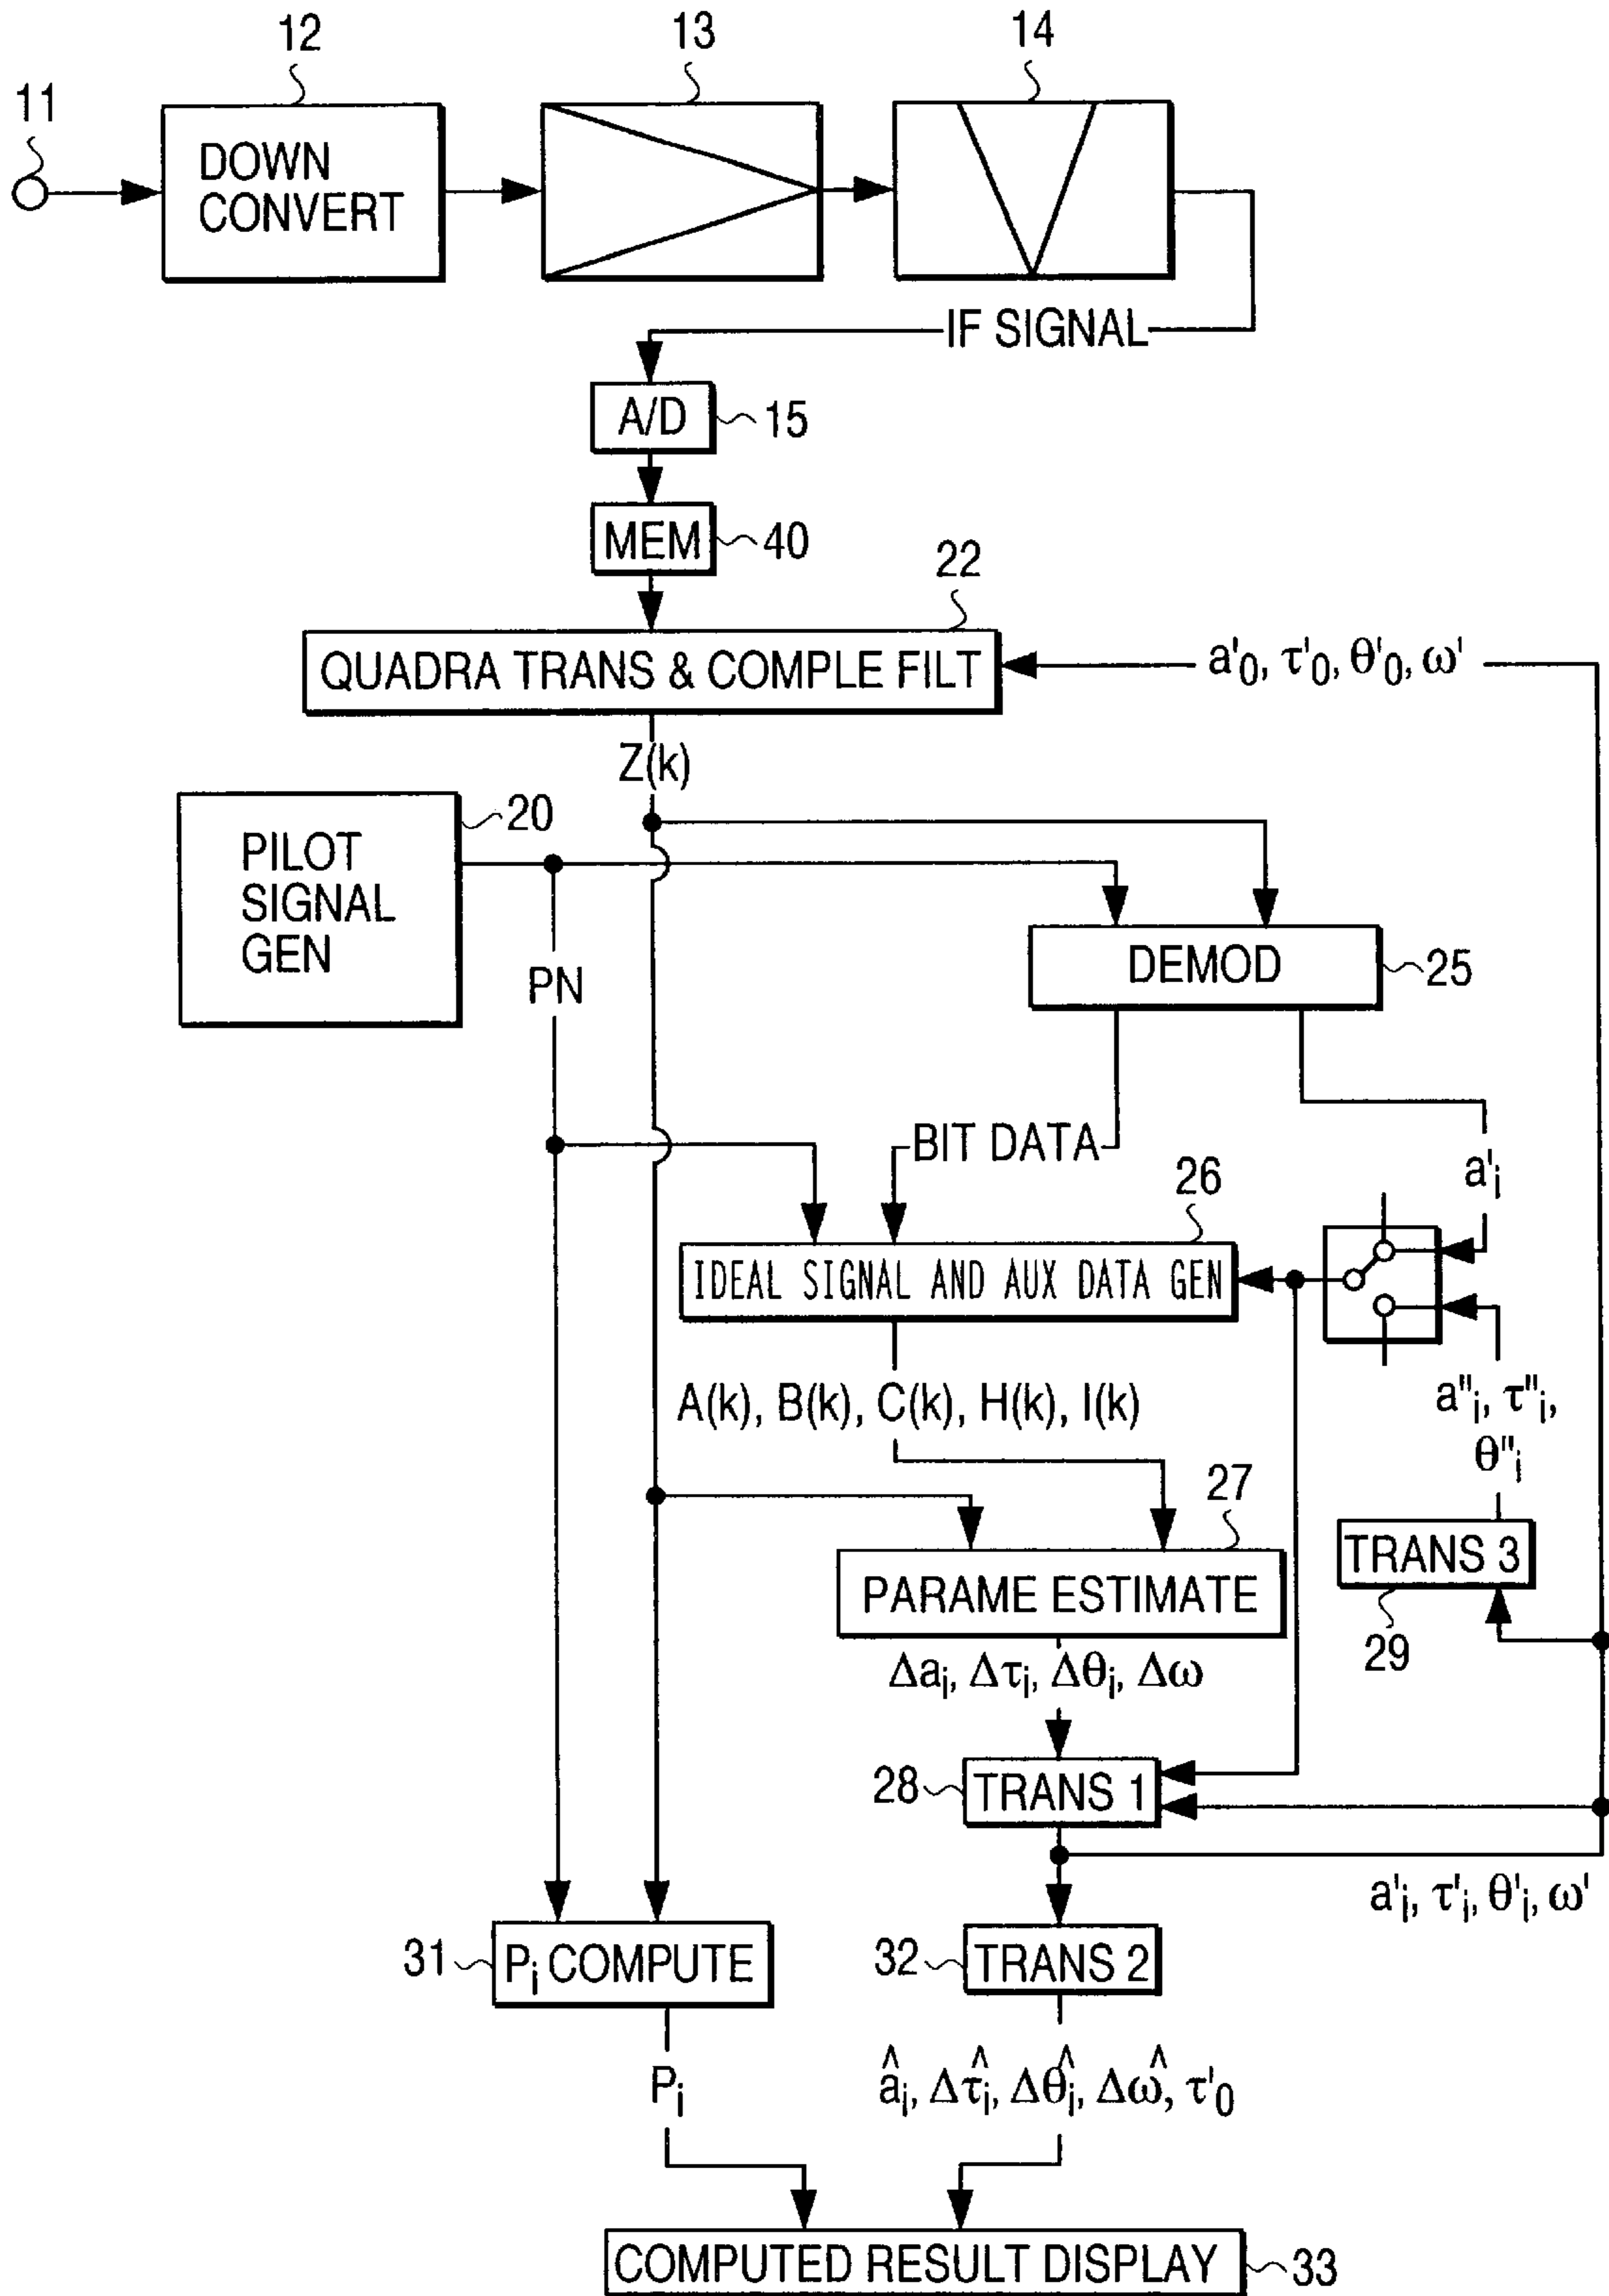 12
13
14
11
DOWN
CONVERT
IF SIGNAL
A/D
15
MEM
40
22
QUADRA TRANS & COMPLE FILT
a'0, τ'0, θ'0, ω'
Z(k)
20
PILOT
SIGNAL
GEN
PN
DEMOD
25
BIT DATA
a'i
26
IDEAL SIGNAL AND AUX DATA GEN
A(k), B(k), C(k), H(k), I(k)
a"i, τ"i,
θ"i
27
TRANS 3
PARAME ESTIMATE
29
Δai, Δτi, Δθi, Δω
28
TRANS 1
a'i, τ'i, θ'i, ω'
31
Pi COMPUTE
32
TRANS 2
Pi
âi, Δτ̂i, Δθ̂i, Δω̂, τ'0
COMPUTED RESULT DISPLAY
33